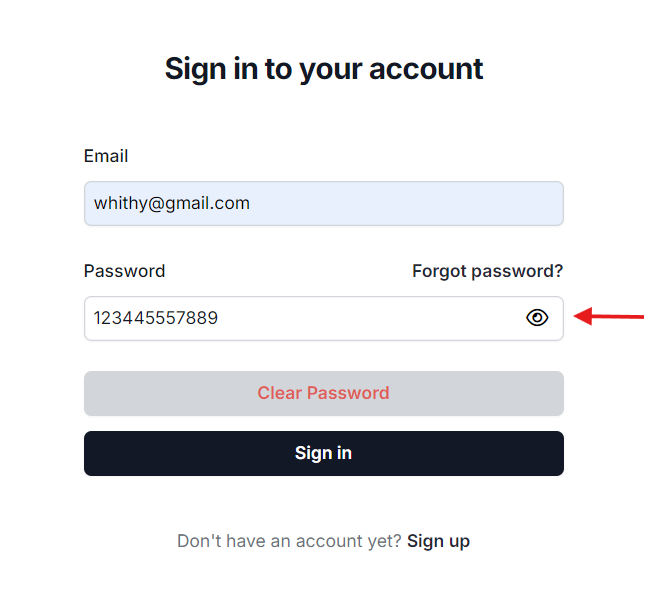 Sign in to your account
Email
whithy@gmail.com
Password Forgot password?
123445557889
Clear Password
Sign in
Don't have an account yet? Sign up